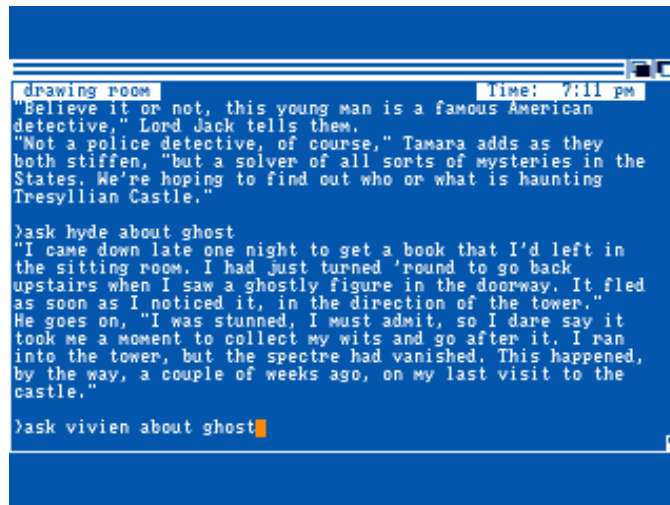 drawing room Time: 7:11 pm
"Believe it or not, this young man is a famous American
detective," Lord Jack tells them.
"Not a police detective, of course," Tamara adds as they
both stiffen, "but a solver of all sorts of mysteries in the
States. We're hoping to find out who or what is haunting
Tresyllian Castle."
>ask hyde about ghost
"I came down late one night to get a book that I'd left in
the sitting room. I had just turned 'round to go back
upstairs when I saw a ghostly figure in the doorway. It fled
as soon as I noticed it, in the direction of the tower."
He goes on, "I was stunned, I must admit, so I dare say it
took me a moment to collect my wits and go after it. I ran
into the tower, but the spectre had vanished. This happened,
by the way, a couple of weeks ago, on my last visit to the
castle."
>ask vivien about ghost